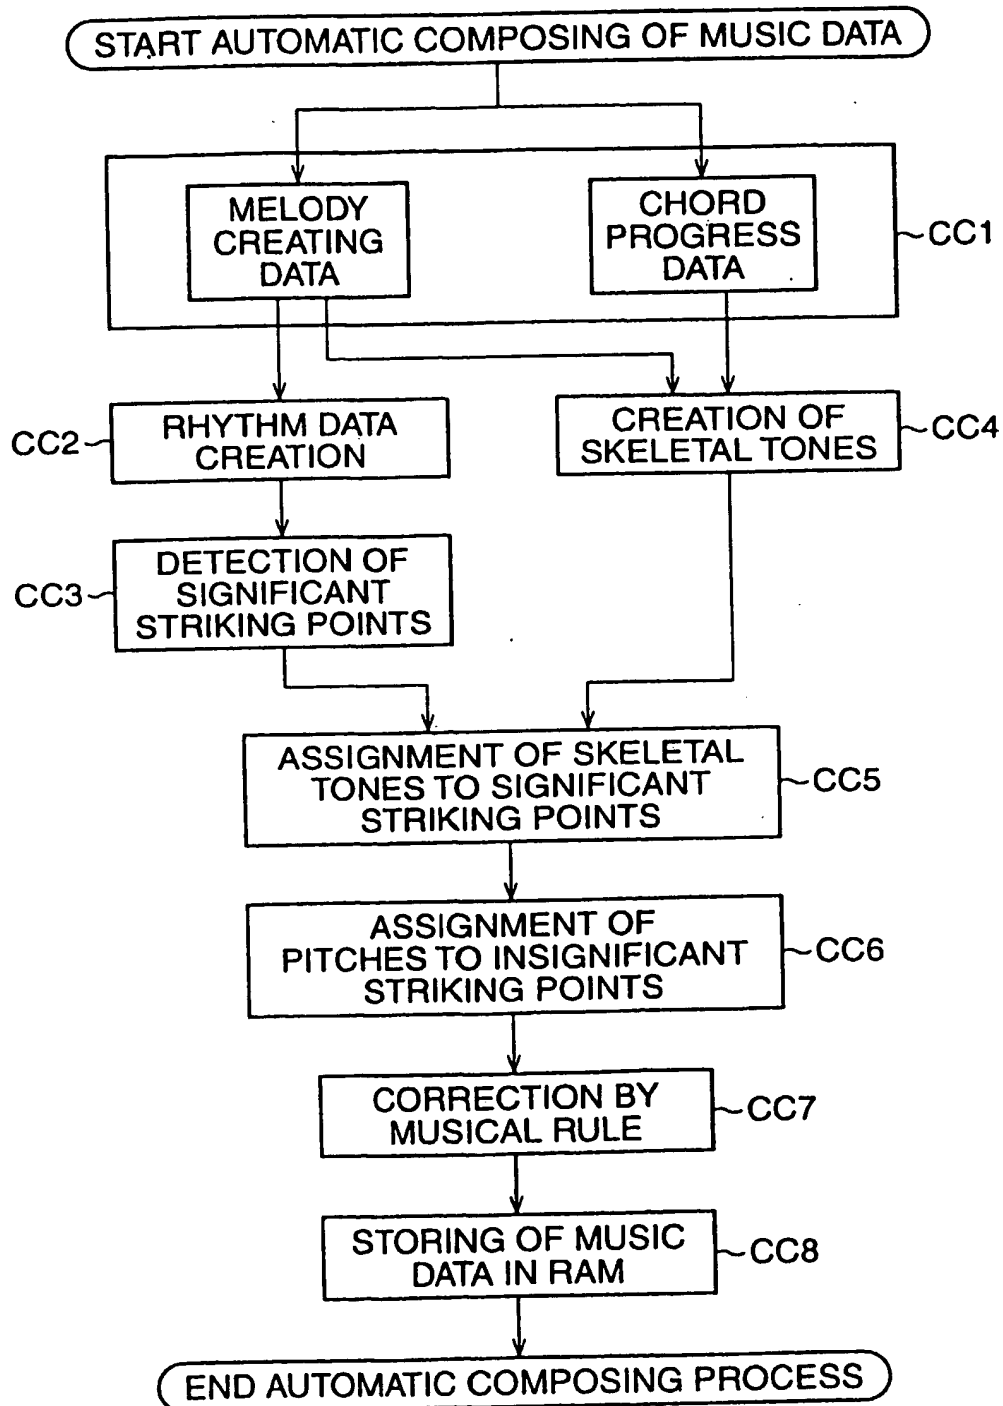 START AUTOMATIC COMPOSING OF MUSIC DATA
MELODY
CREATING
DATA
CHORD
PROGRESS
DATA
CC1
CC2
RHYTHM DATA
CREATION
CREATION OF
SKELETAL TONES
CC4
CC3
DETECTION OF
SIGNIFICANT
STRIKING POINTS
ASSIGNMENT OF SKELETAL
TONES TO SIGNIFICANT
STRIKING POINTS
CC5
ASSIGNMENT OF
PITCHES TO INSIGNIFICANT
STRIKING POINTS
CC6
CORRECTION BY
MUSICAL RULE
CC7
STORING OF MUSIC
DATA IN RAM
CC8
END AUTOMATIC COMPOSING PROCESS